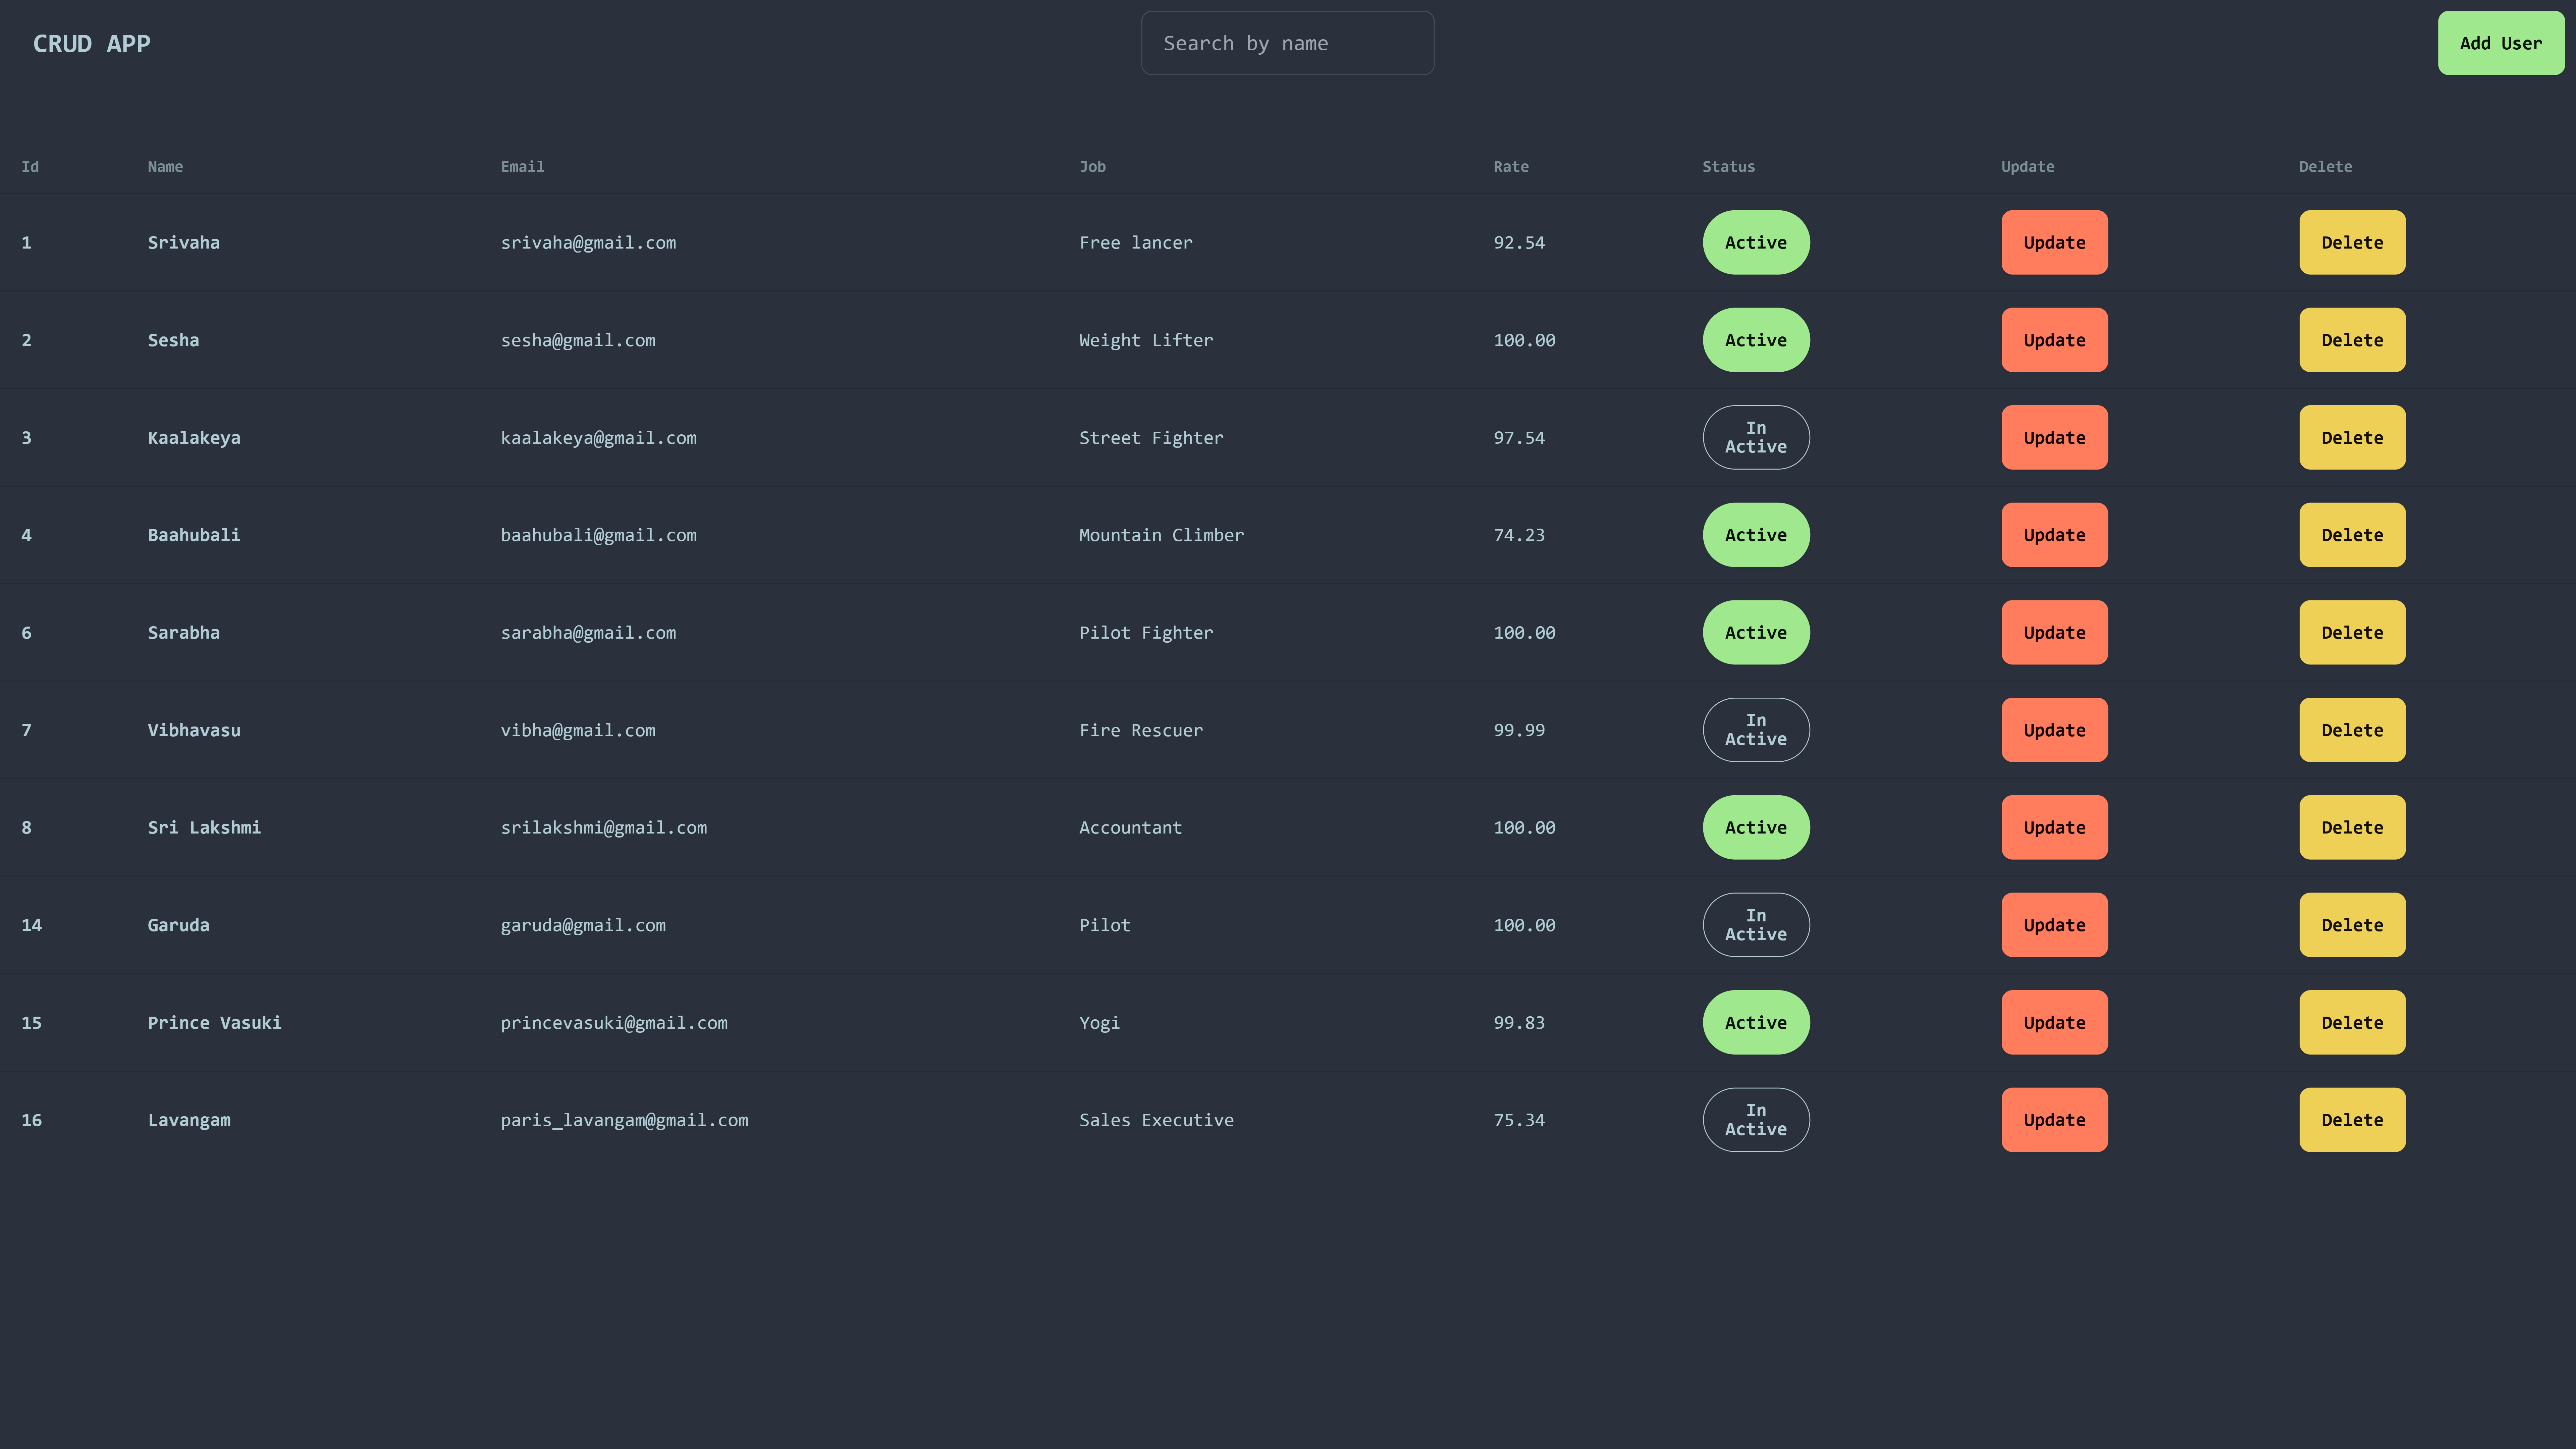 CRUD APP Search by name Add User
Id Name Email Job Rate Status Update Delete
1 Srivaha srivaha@gmail.com Free lancer 92.54 Active Update Delete
2 Sesha sesha@gmail.com Weight Lifter 100.00 Active Update Delete
3 Kaalakeya kaalakeya@gmail.com Street Fighter 97.54 In Active Update Delete
4 Baahubali baahubali@gmail.com Mountain Climber 74.23 Active Update Delete
6 Sarabha sarabha@gmail.com Pilot Fighter 100.00 Active Update Delete
7 Vibhavasu vibha@gmail.com Fire Rescuer 99.99 In Active Update Delete
8 Sri Lakshmi srilakshmi@gmail.com Accountant 100.00 Active Update Delete
14 Garuda garuda@gmail.com Pilot 100.00 In Active Update Delete
15 Prince Vasuki princevasuki@gmail.com Yogi 99.83 Active Update Delete
16 Lavangam paris_lavangam@gmail.com Sales Executive 75.34 In Active Update Delete